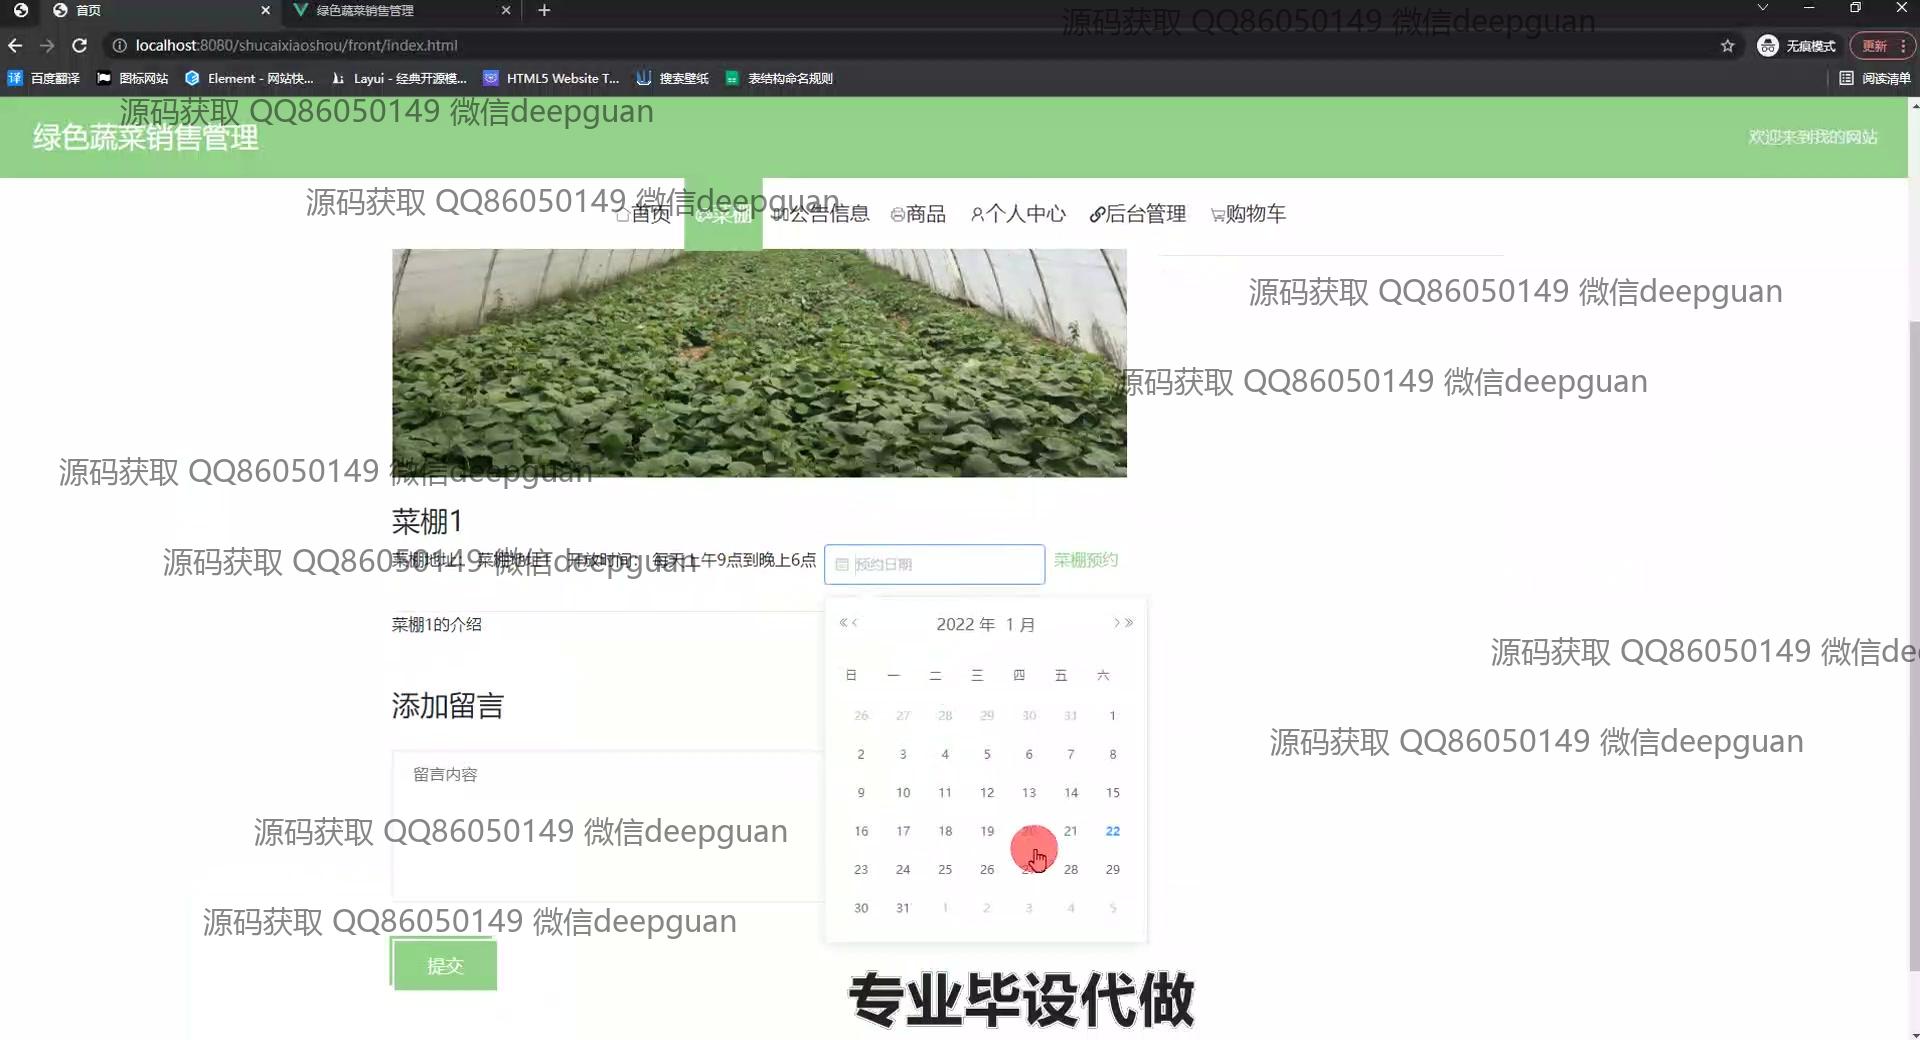 首页
绿色蔬菜销售管理
源码获取 QQ86050149 微信deepguan
localhost:8080/shucaixiaoshou/front/index.html
无痕模式
更新
百度翻译
图标网站
Element - 网站快...
Layui - 经典开源模...
HTML5 Website T...
搜索壁纸
表结构命名规则
阅读清单
源码获取 QQ86050149 微信deepguan
绿色蔬菜销售管理
欢迎来到我的网站
源码获取 QQ86050149 微信deepguan
首页
菜棚
公告信息
商品
个人中心
后台管理
购物车
源码获取 QQ86050149 微信deepguan
源码获取 QQ86050149 微信deepguan
源码获取 QQ86050149 微信deepguan
菜棚1
源码获取 QQ86050149 微信deepguan
菜棚地址: 菜棚地址1 开放时间: 每天上午9点到晚上6点
预约日期
菜棚预约
菜棚1的介绍
2022 年 1 月
日 一 二 三 四 五 六
26 27 28 29 30 31 1
2 3 4 5 6 7 8
9 10 11 12 13 14 15
16 17 18 19 20 21 22
23 24 25 26 27 28 29
30 31 1 2 3 4 5
源码获取 QQ86050149 微信dee
添加留言
源码获取 QQ86050149 微信deepguan
留言内容
源码获取 QQ86050149 微信deepguan
源码获取 QQ86050149 微信deepguan
提交
专业毕设代做